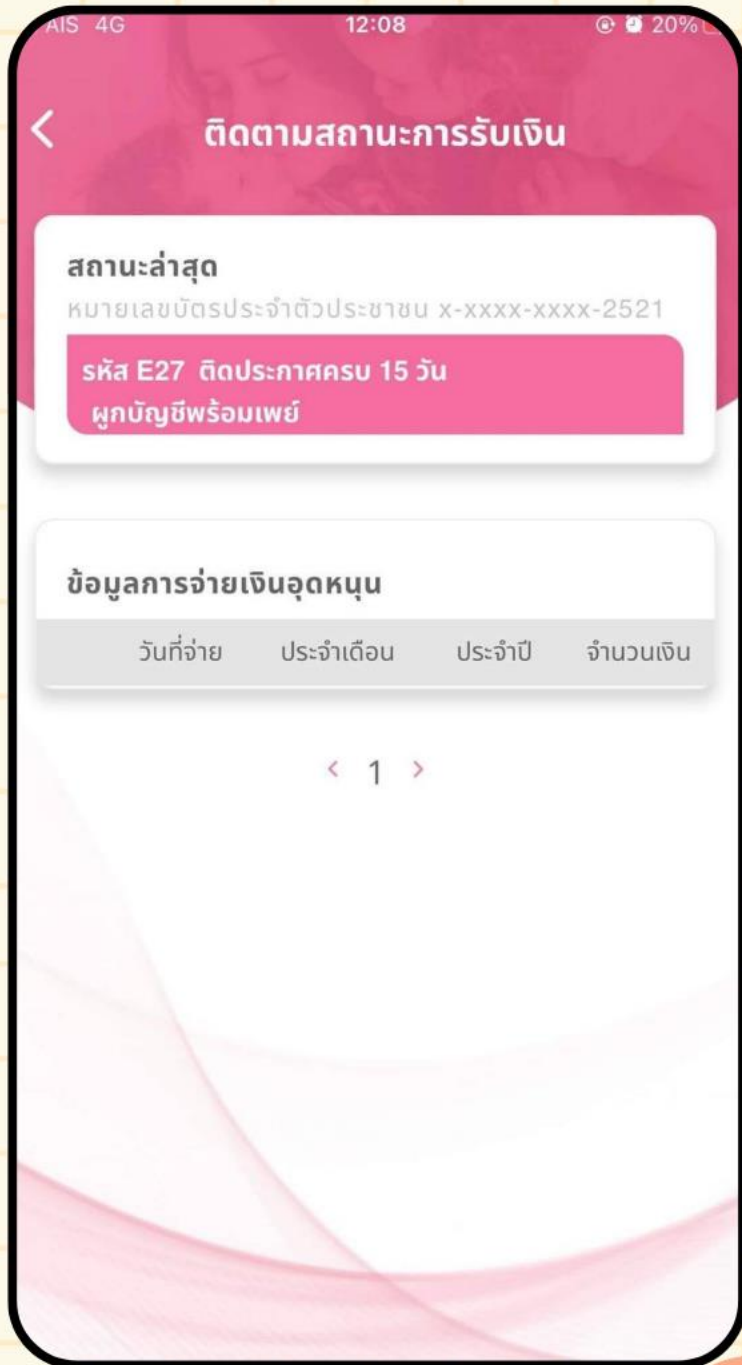 AIS 4G 12:08 20%
ติดตามสถานะการรับเงิน
สถานะล่าสุด
หมายเลขบัตรประจำตัวประชาชน x-xxxx-xxxx-2521
รหัส E27 ติดประกาศครบ 15 วัน
ผูกบัญชีพร้อมเพย์
ข้อมูลการจ่ายเงินอุดหนุน
วันที่จ่าย ประจำเดือน ประจำปี จำนวนเงิน
< 1 >